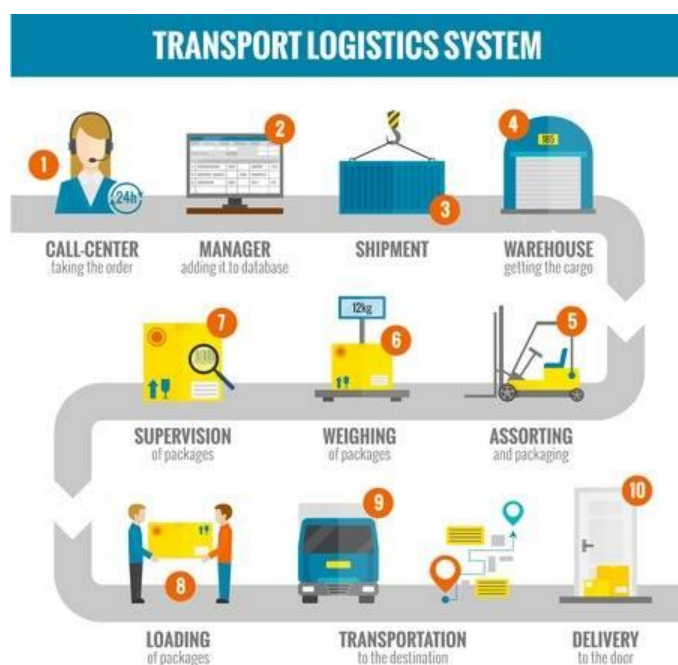 TRANSPORT LOGISTICS SYSTEM
1
24h
2
3
4
185
CALL-CENTER
taking the order
MANAGER
adding it to database
SHIPMENT
WAREHOUSE
getting the cargo
7
12kg
6
5
SUPERVISION
of packages
WEIGHING
of packages
ASSORTING
and packaging
8
9
10
LOADING
of packages
TRANSPORTATION
to the destination
DELIVERY
to the door